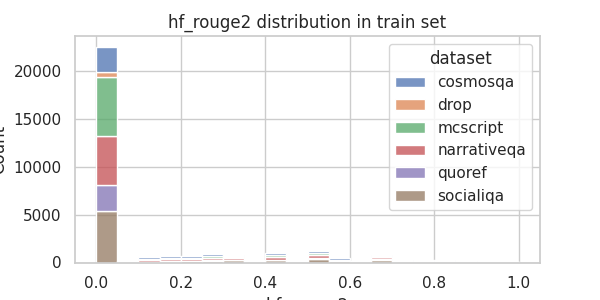 hf_rouge2 distribution in train set
dataset
cosmosqa
drop
mcscript
narrativeqa
quoref
socialiqa
Count
20000
15000
10000
5000
0
0.0 0.2 0.4 0.6 0.8 1.0